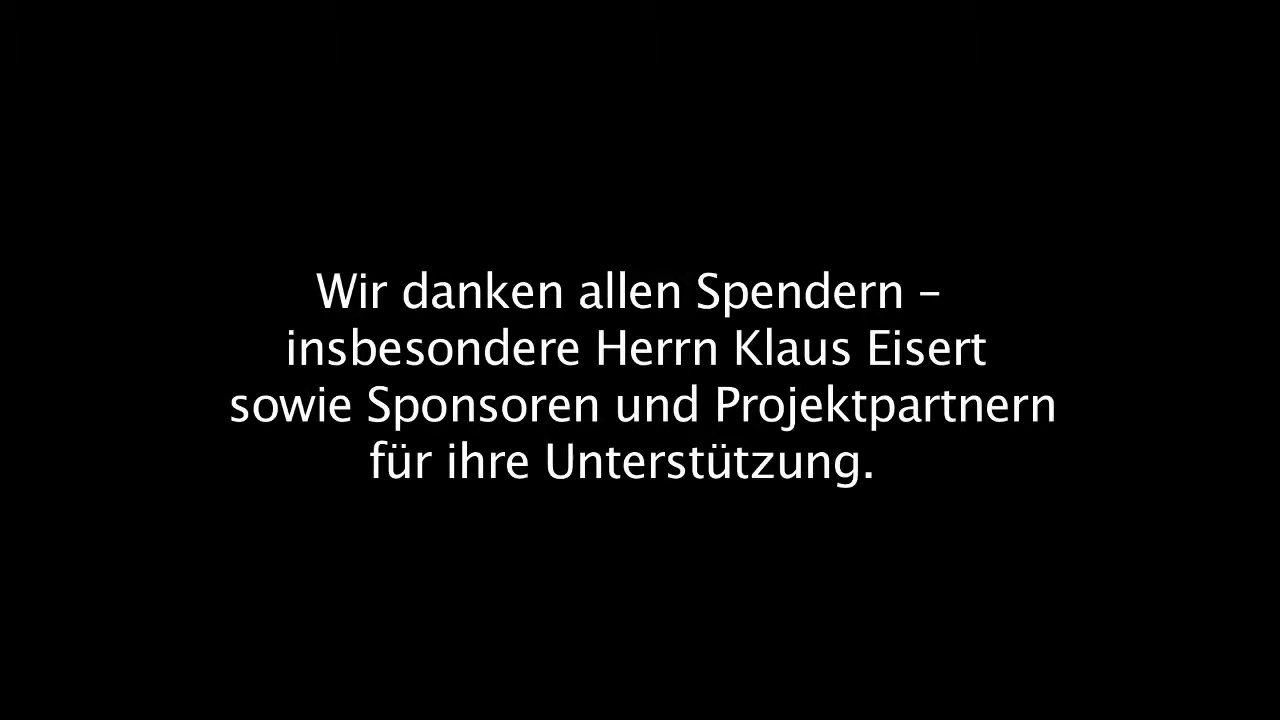 Wir danken allen Spendern –
insbesondere Herrn Klaus Eisert
sowie Sponsoren und Projektpartnern
für ihre Unterstützung.